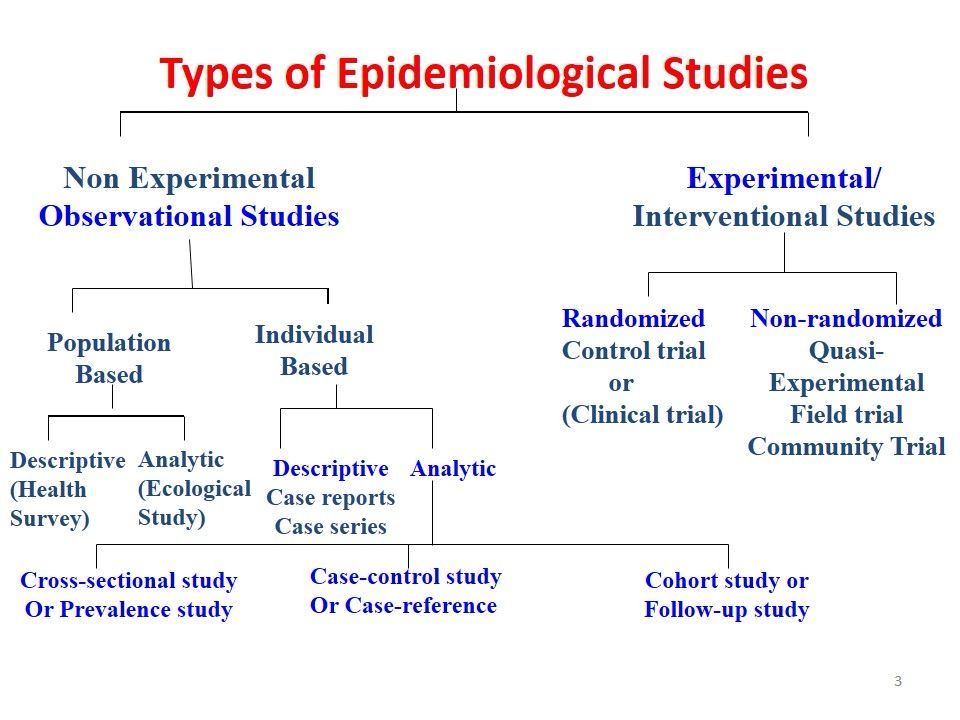 Types of Epidemiological Studies
Non Experimental
Observational Studies
Experimental/
Interventional Studies
Population
Based
Individual
Based
Randomized
Control trial
or
(Clinical trial)
Non-randomized
Quasi-
Experimental
Field trial
Community Trial
Descriptive
(Health
Survey)
Analytic
(Ecological
Study)
Descriptive
Case reports
Case series
Analytic
Cross-sectional study
Or Prevalence study
Case-control study
Or Case-reference
Cohort study or
Follow-up study
3